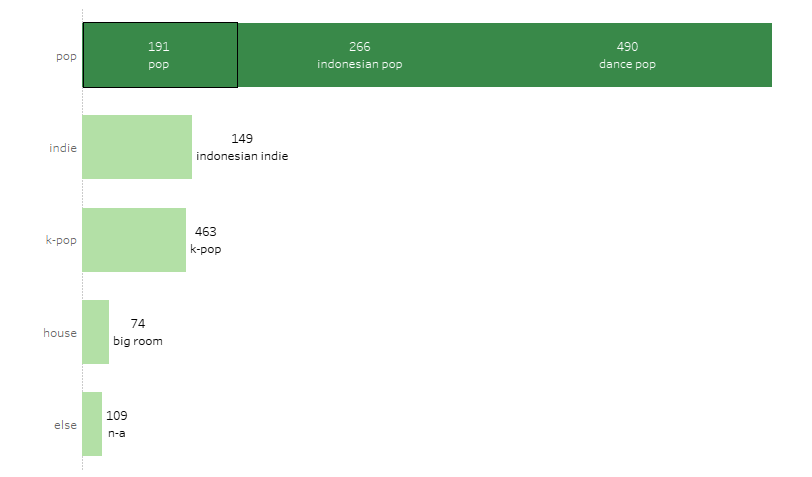 pop
191
pop
266
indonesian pop
490
dance pop
indie
149
indonesian indie
k-pop
463
k-pop
house
74
big room
else
109
n-a